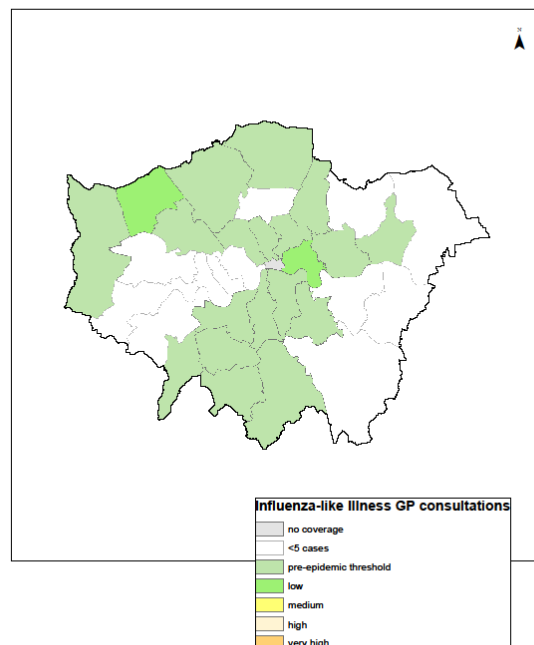 N
Influenza-like Illness GP consultations
no coverage
<5 cases
pre-epidemic threshold
low
medium
high
very high